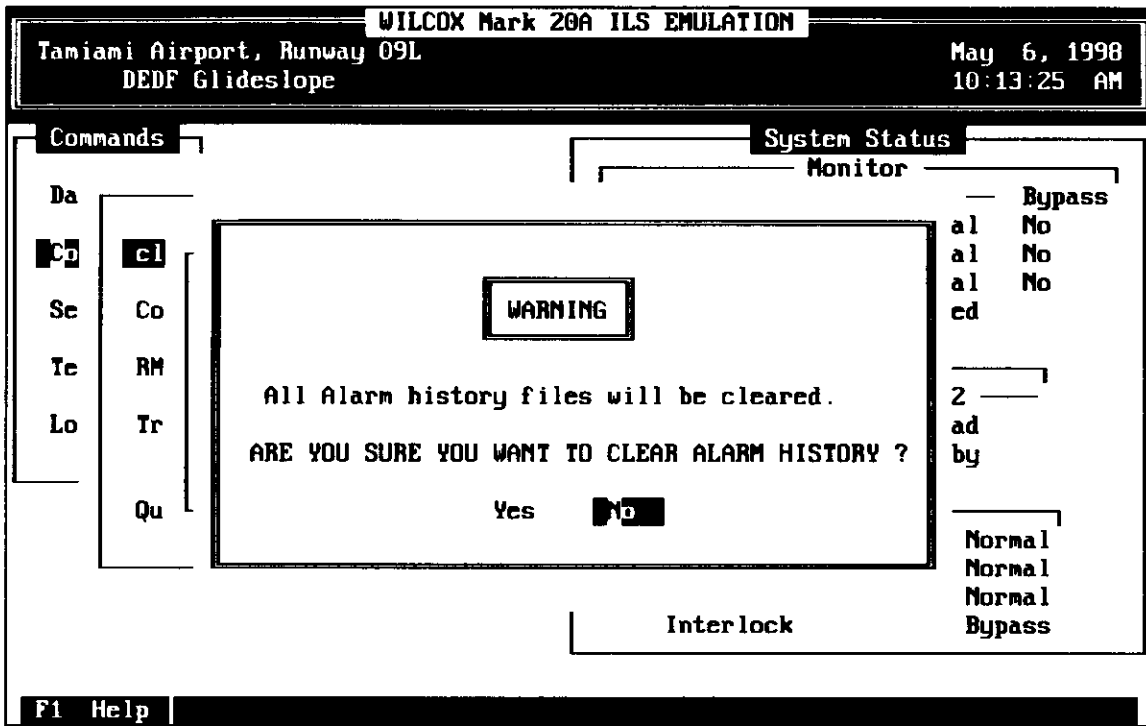 WILCOX Mark 20A ILS EMULATION
Tamiami Airport, Runway 09L
May 6, 1998
DEDF Glideslope
10:13:25 AM
Commands
System Status
Monitor
Da
Bypass
al No
Co
cl
al No
al No
Se
Co
WARNING
ed
Te
RM
All Alarm history files will be cleared.
2
Lo
Tr
ad
ARE YOU SURE YOU WANT TO CLEAR ALARM HISTORY ?
by
Qu
Yes No
Normal
Normal
Normal
Interlock Bypass
F1 Help